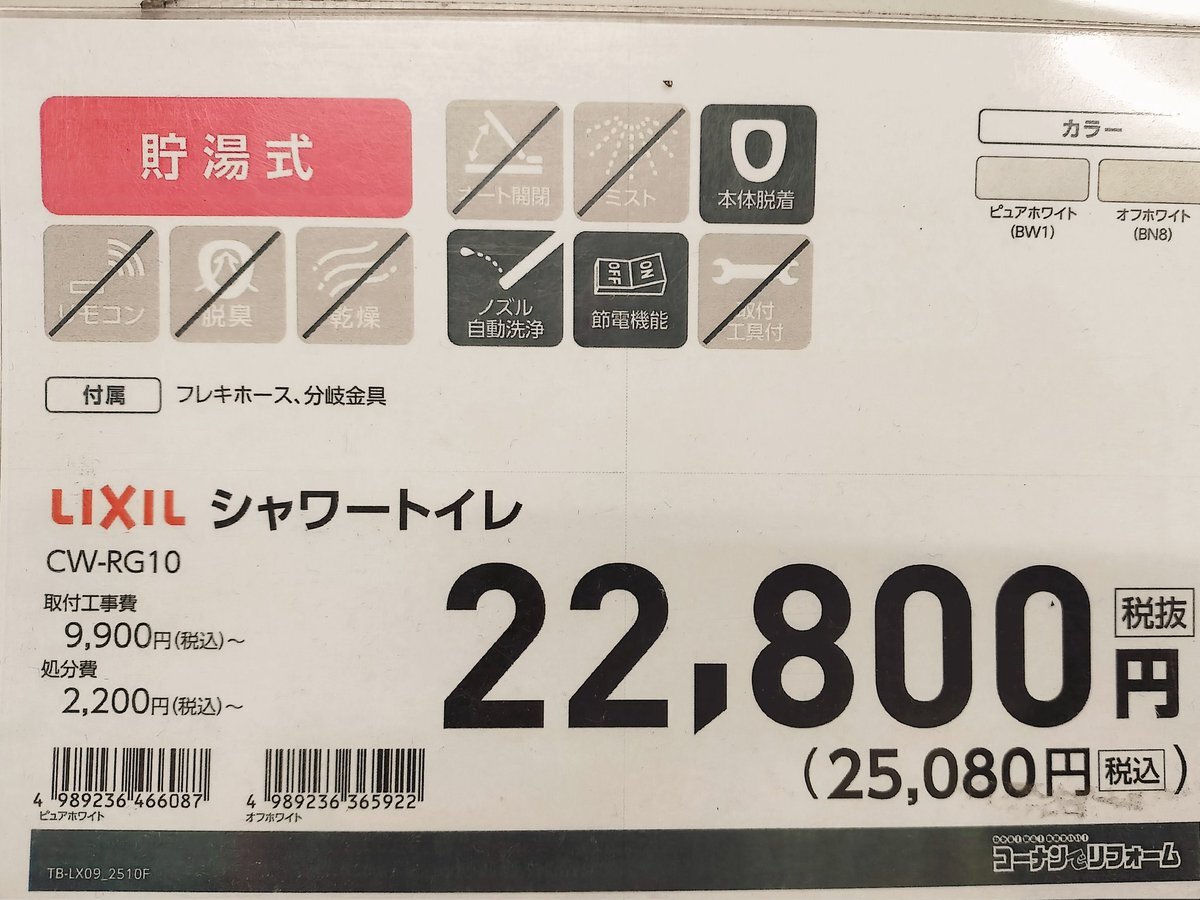 貯湯式
オート開閉
ミスト
本体脱着
カラー
ピュアホワイト
(BW1)
オフホワイト
(BN8)
リモコン
脱臭
乾燥
ノズル
自動洗浄
OFF ON
節電機能
取付
工具付
付属 フレキホース、分岐金具
LIXIL シャワートイレ
CW-RG10
取付工事費
9,900円(税込)～
処分費
2,200円(税込)～
22,800円 税抜
(25,080円 税込)
4 989236 466087
ピュアホワイト
4 989236 365922
オフホワイト
TB-LX09_2510F
コーナンでリフォーム